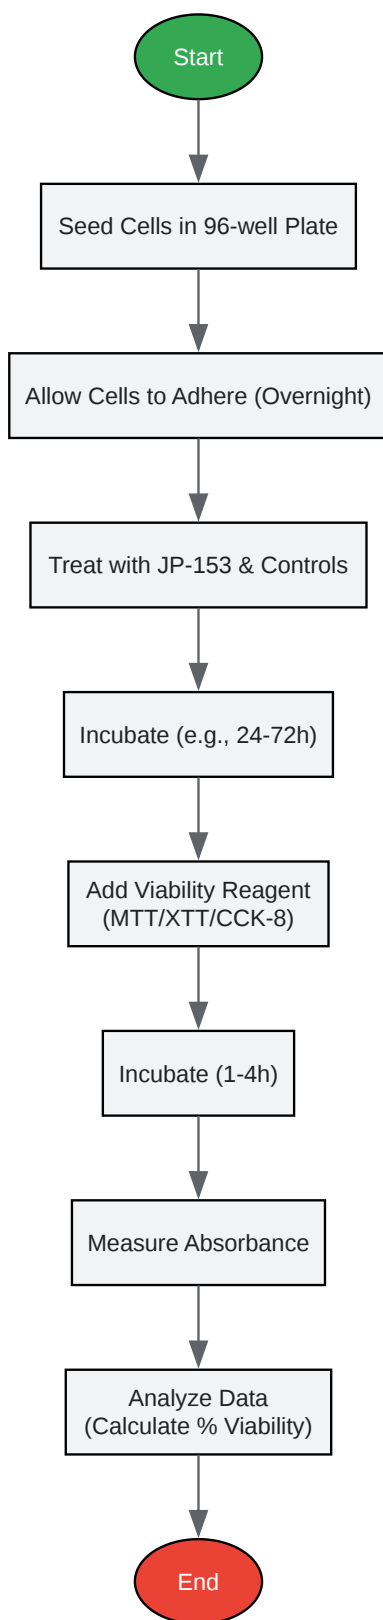 Start
Seed Cells in 96-well Plate
Allow Cells to Adhere (Overnight)
Treat with JP-153 & Controls
Incubate (e.g., 24-72h)
Add Viability Reagent
(MTT/XTT/CCK-8)
Incubate (1-4h)
Measure Absorbance
Analyze Data
(Calculate % Viability)
End